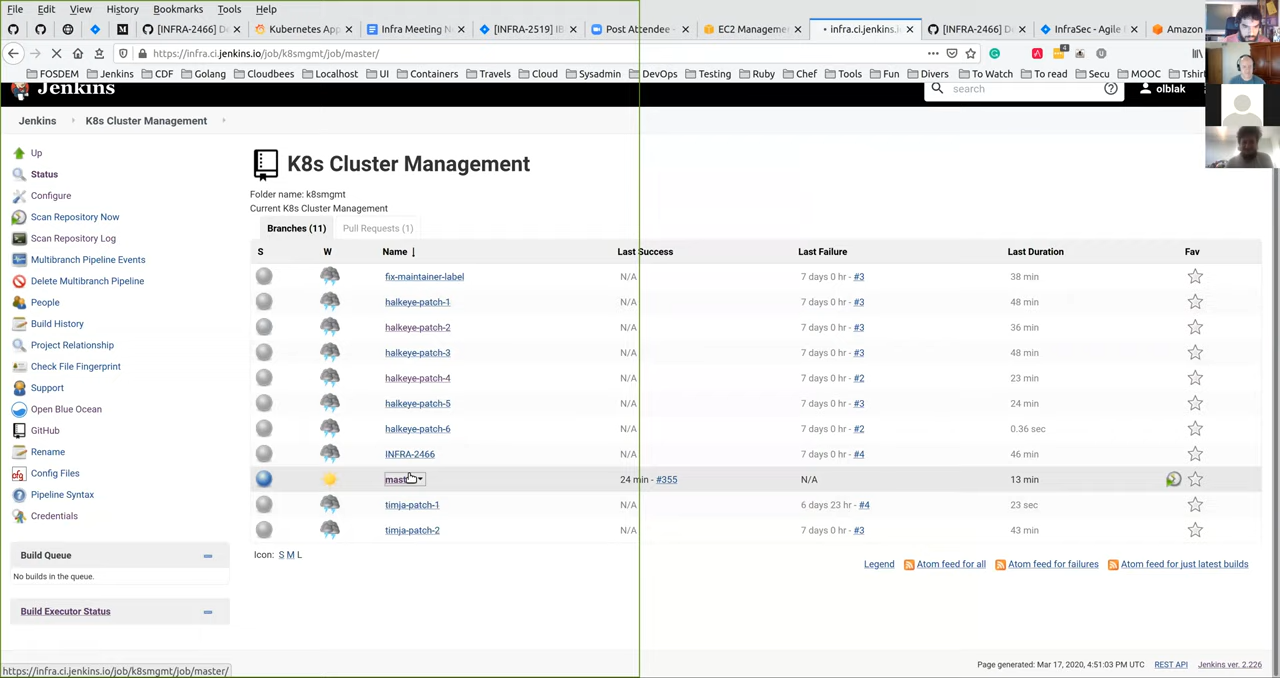 File Edit View History Bookmarks Tools Help
[INFRA-2466] D Kubernetes App Infra Meeting N [INFRA-2519] Post Attendee - EC2 Manageme infra.ci.jenkins.i [INFRA-2466] D InfraSec - Agile Amazon
https://infra.ci.jenkins.io/job/k8smgmt/job/master/
FOSDEM Jenkins CDF Golang Cloudbees Localhost UI Containers Travels Cloud Sysadmin DevOps Testing Ruby Chef Tools Fun Divers To Watch To read Secu MOOC Tshir
Jenkins search olblak
Jenkins K8s Cluster Management
Up
Status
Configure
Scan Repository Now
Scan Repository Log
Multibranch Pipeline Events
Delete Multibranch Pipeline
People
Build History
Project Relationship
Check File Fingerprint
Support
Open Blue Ocean
GitHub
Rename
Config Files
Pipeline Syntax
Credentials
Build Queue
No builds in the queue.
Build Executor Status
K8s Cluster Management
Folder name: k8smgmt
Current K8s Cluster Management
Branches (11) Pull Requests (1)
S W Name ↓ Last Success Last Failure Last Duration Fav
fix-maintainer-label N/A 7 days 0 hr - #3 38 min
halkeye-patch-1 N/A 7 days 0 hr - #3 48 min
halkeye-patch-2 N/A 7 days 0 hr - #3 36 min
halkeye-patch-3 N/A 7 days 0 hr - #3 48 min
halkeye-patch-4 N/A 7 days 0 hr - #2 23 min
halkeye-patch-5 N/A 7 days 0 hr - #3 24 min
halkeye-patch-6 N/A 7 days 0 hr - #2 0.36 sec
INFRA-2466 N/A 7 days 0 hr - #4 46 min
mast 24 min - #355 N/A 13 min
timja-patch-1 N/A 6 days 23 hr - #4 23 sec
timja-patch-2 N/A 7 days 0 hr - #3 43 min
Icon: S M L
Legend Atom feed for all Atom feed for failures Atom feed for just latest builds
https://infra.ci.jenkins.io/job/k8smgmt/job/master/
Page generated: Mar 17, 2020, 4:51:03 PM UTC REST API Jenkins ver. 2.226